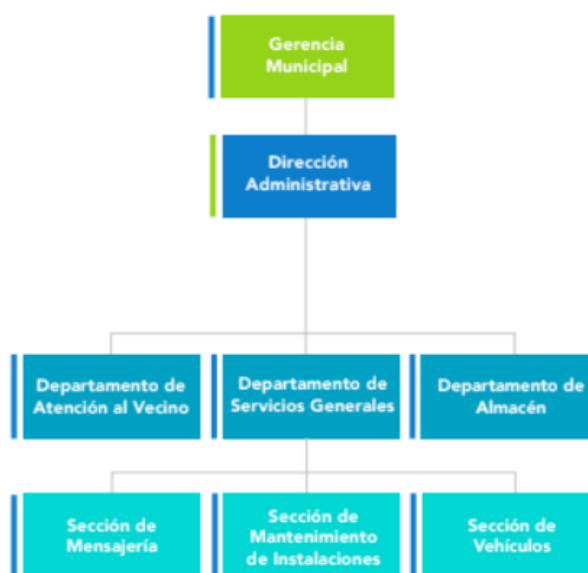 Gerencia
Municipal
Dirección
Administrativa
Departamento de
Atención al Vecino
Departamento de
Servicios Generales
Departamento de
Almacén
Sección de
Mensajería
Sección de
Mantenimiento
de Instalaciones
Sección de
Vehículos